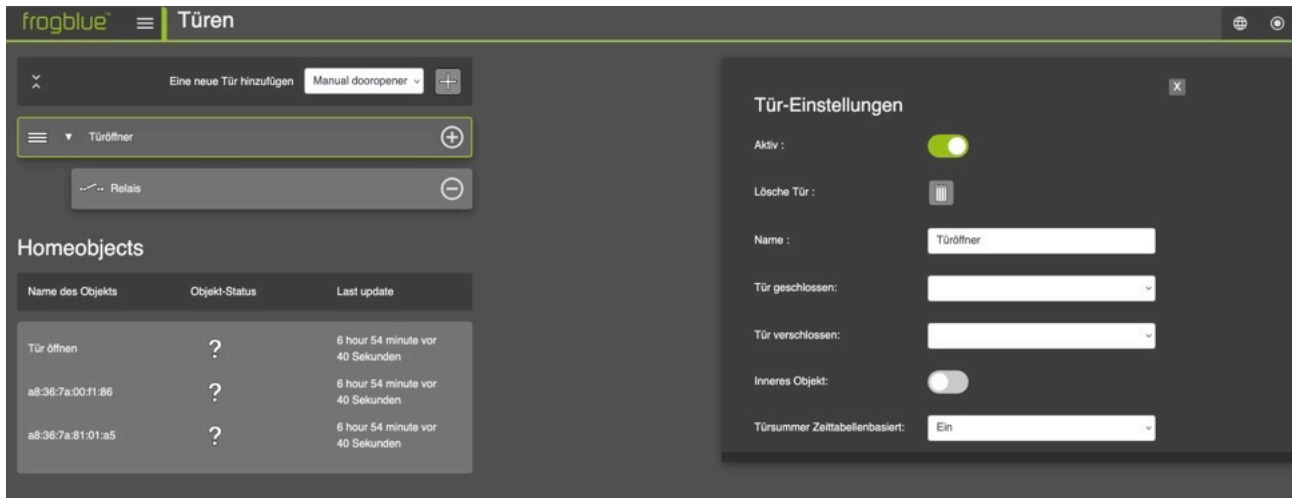 frogblue
Türen
Eine neue Tür hinzufügen
Manual dooropener
Türöffner
Relais
Homeobjects
Name des Objekts Objekt-Status Last update
Tür öffnen ? 6 hour 54 minute vor
40 Sekunden
a8:36:7a:00:f1:86 ? 6 hour 54 minute vor
40 Sekunden
a8:36:7a:81:01:a5 ? 6 hour 54 minute vor
40 Sekunden
X
Tür-Einstellungen
Aktiv :
Lösche Tür :
Name : Türöffner
Tür geschlossen:
Tür verschlossen:
Inneres Objekt:
Türsummer Zeittabellenbasiert: Ein